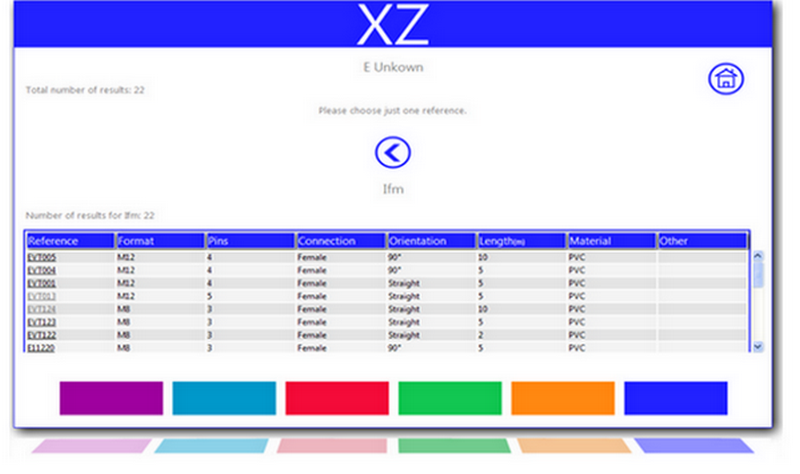 XZ
E Unkown
Total number of results: 22
Please choose just one reference.
Ifm
Number of results for Ifm: 22
Reference Format Pins Connection Orientation Length(m) Material Other
EVT005 M12 4 Female 90° 10 PVC
EVT004 M12 4 Female 90° 5 PVC
EVT001 M12 4 Female Straight 5 PVC
EVT013 M12 5 Female Straight 5 PVC
EVT124 M8 3 Female Straight 10 PVC
EVT123 M8 3 Female Straight 5 PVC
EVT122 M8 3 Female Straight 2 PVC
E11220 M8 3 Female 90° 5 PVC